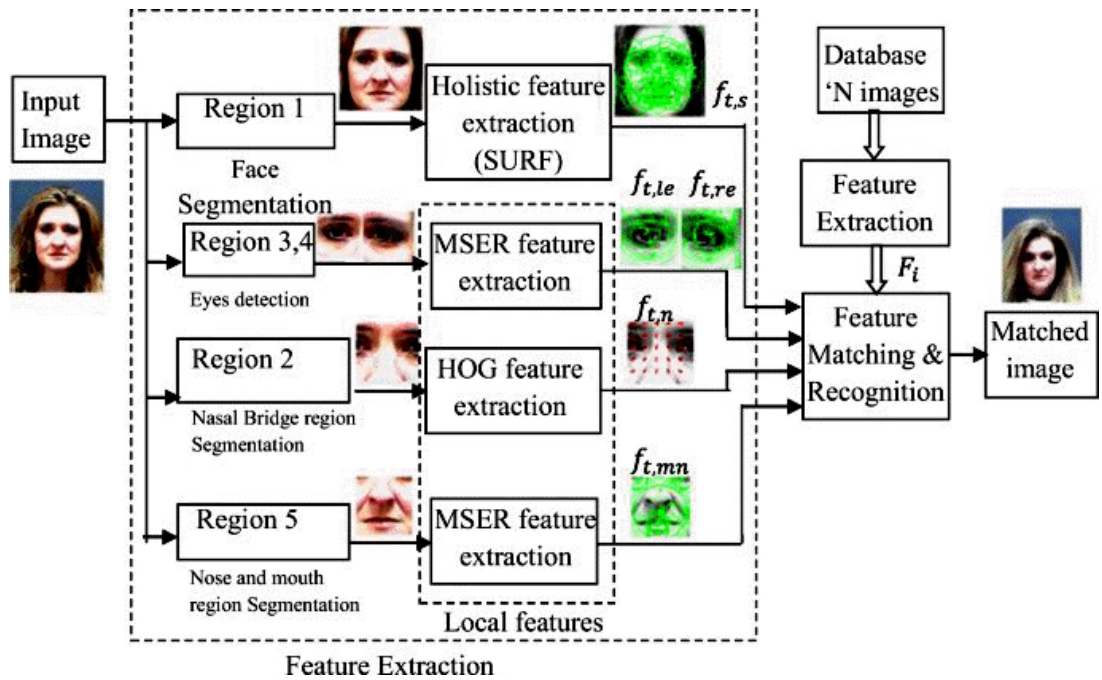 Input
Image
Region 1
Face
Segmentation
Holistic feature
extraction
(SURF)
f_{t,s}
Region 3,4
Eyes detection
MSER feature
extraction
f_{t,le} f_{t,re}
Region 2
Nasal Bridge region
Segmentation
HOG feature
extraction
f_{t,n}
Region 5
Nose and mouth
region Segmentation
MSER feature
extraction
f_{t,mn}
Local features
Feature Extraction
Database
‘N images
Feature
Extraction
F_i
Feature
Matching &
Recognition
Matched
image